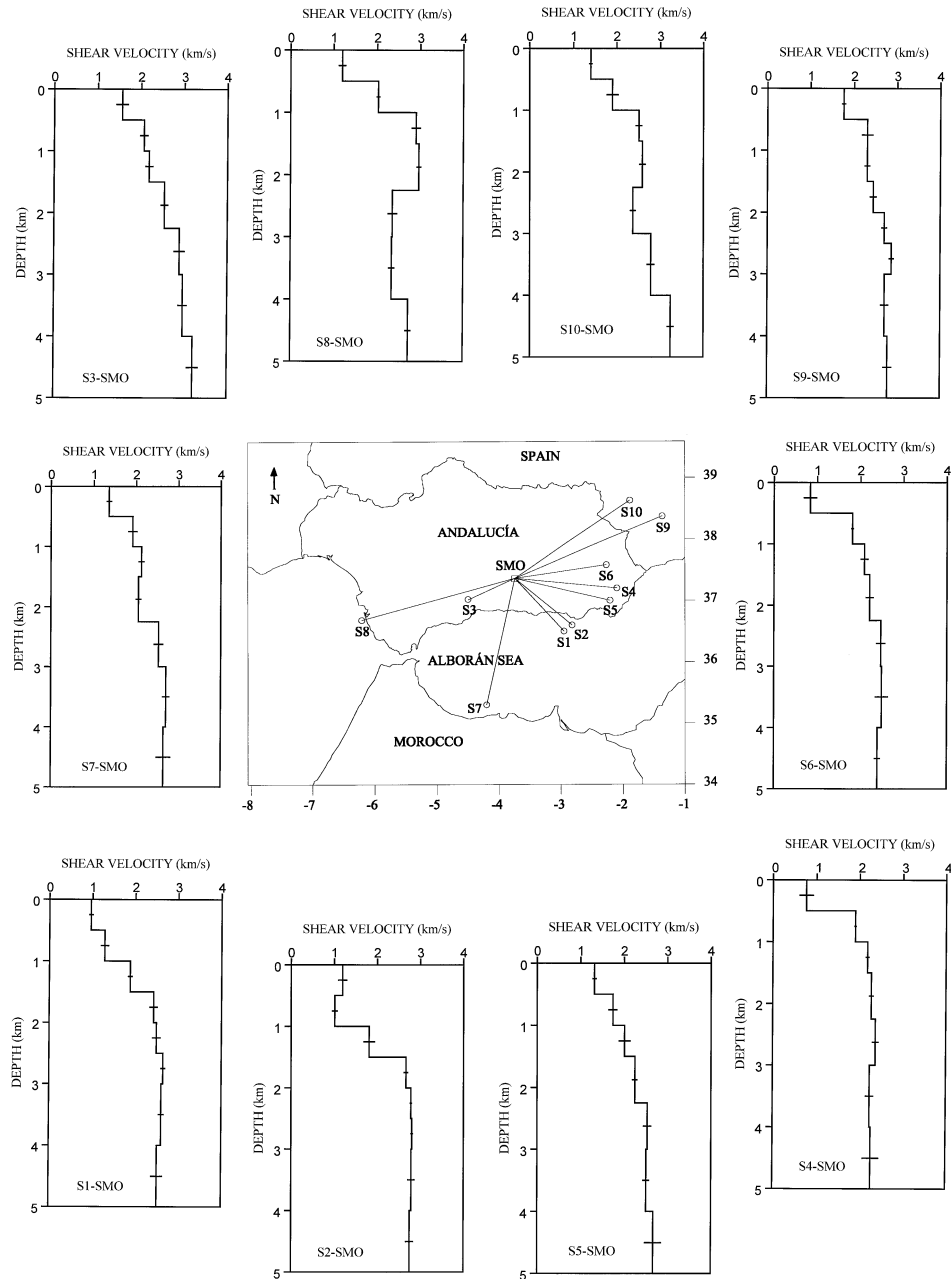 SHEAR VELOCITY (km/s)
0 1 2 3 4
0
1
2
3
4
5
DEPTH (km)
S3-SMO
SHEAR VELOCITY (km/s)
0 1 2 3 4
0
1
2
3
4
5
DEPTH (km)
S8-SMO
SHEAR VELOCITY (km/s)
0 1 2 3 4
0
1
2
3
4
5
DEPTH (km)
S10-SMO
SHEAR VELOCITY (km/s)
0 1 2 3 4
0
1
2
3
4
5
DEPTH (km)
S9-SMO
SHEAR VELOCITY (km/s)
0 1 2 3 4
0
1
2
3
4
5
DEPTH (km)
S7-SMO
SPAIN
N
ANDALUCÍA
SMO
S10
S9
S6
S4
S5
S3
S8
S2
S1
ALBORÁN SEA
S7
MOROCCO
39
38
37
36
35
34
-8 -7 -6 -5 -4 -3 -2 -1
SHEAR VELOCITY (km/s)
0 1 2 3 4
0
1
2
3
4
5
DEPTH (km)
S6-SMO
SHEAR VELOCITY (km/s)
0 1 2 3 4
0
1
2
3
4
5
DEPTH (km)
S1-SMO
SHEAR VELOCITY (km/s)
0 1 2 3 4
0
1
2
3
4
5
DEPTH (km)
S2-SMO
SHEAR VELOCITY (km/s)
0 1 2 3 4
0
1
2
3
4
5
DEPTH (km)
S5-SMO
SHEAR VELOCITY (km/s)
0 1 2 3 4
0
1
2
3
4
5
DEPTH (km)
S4-SMO